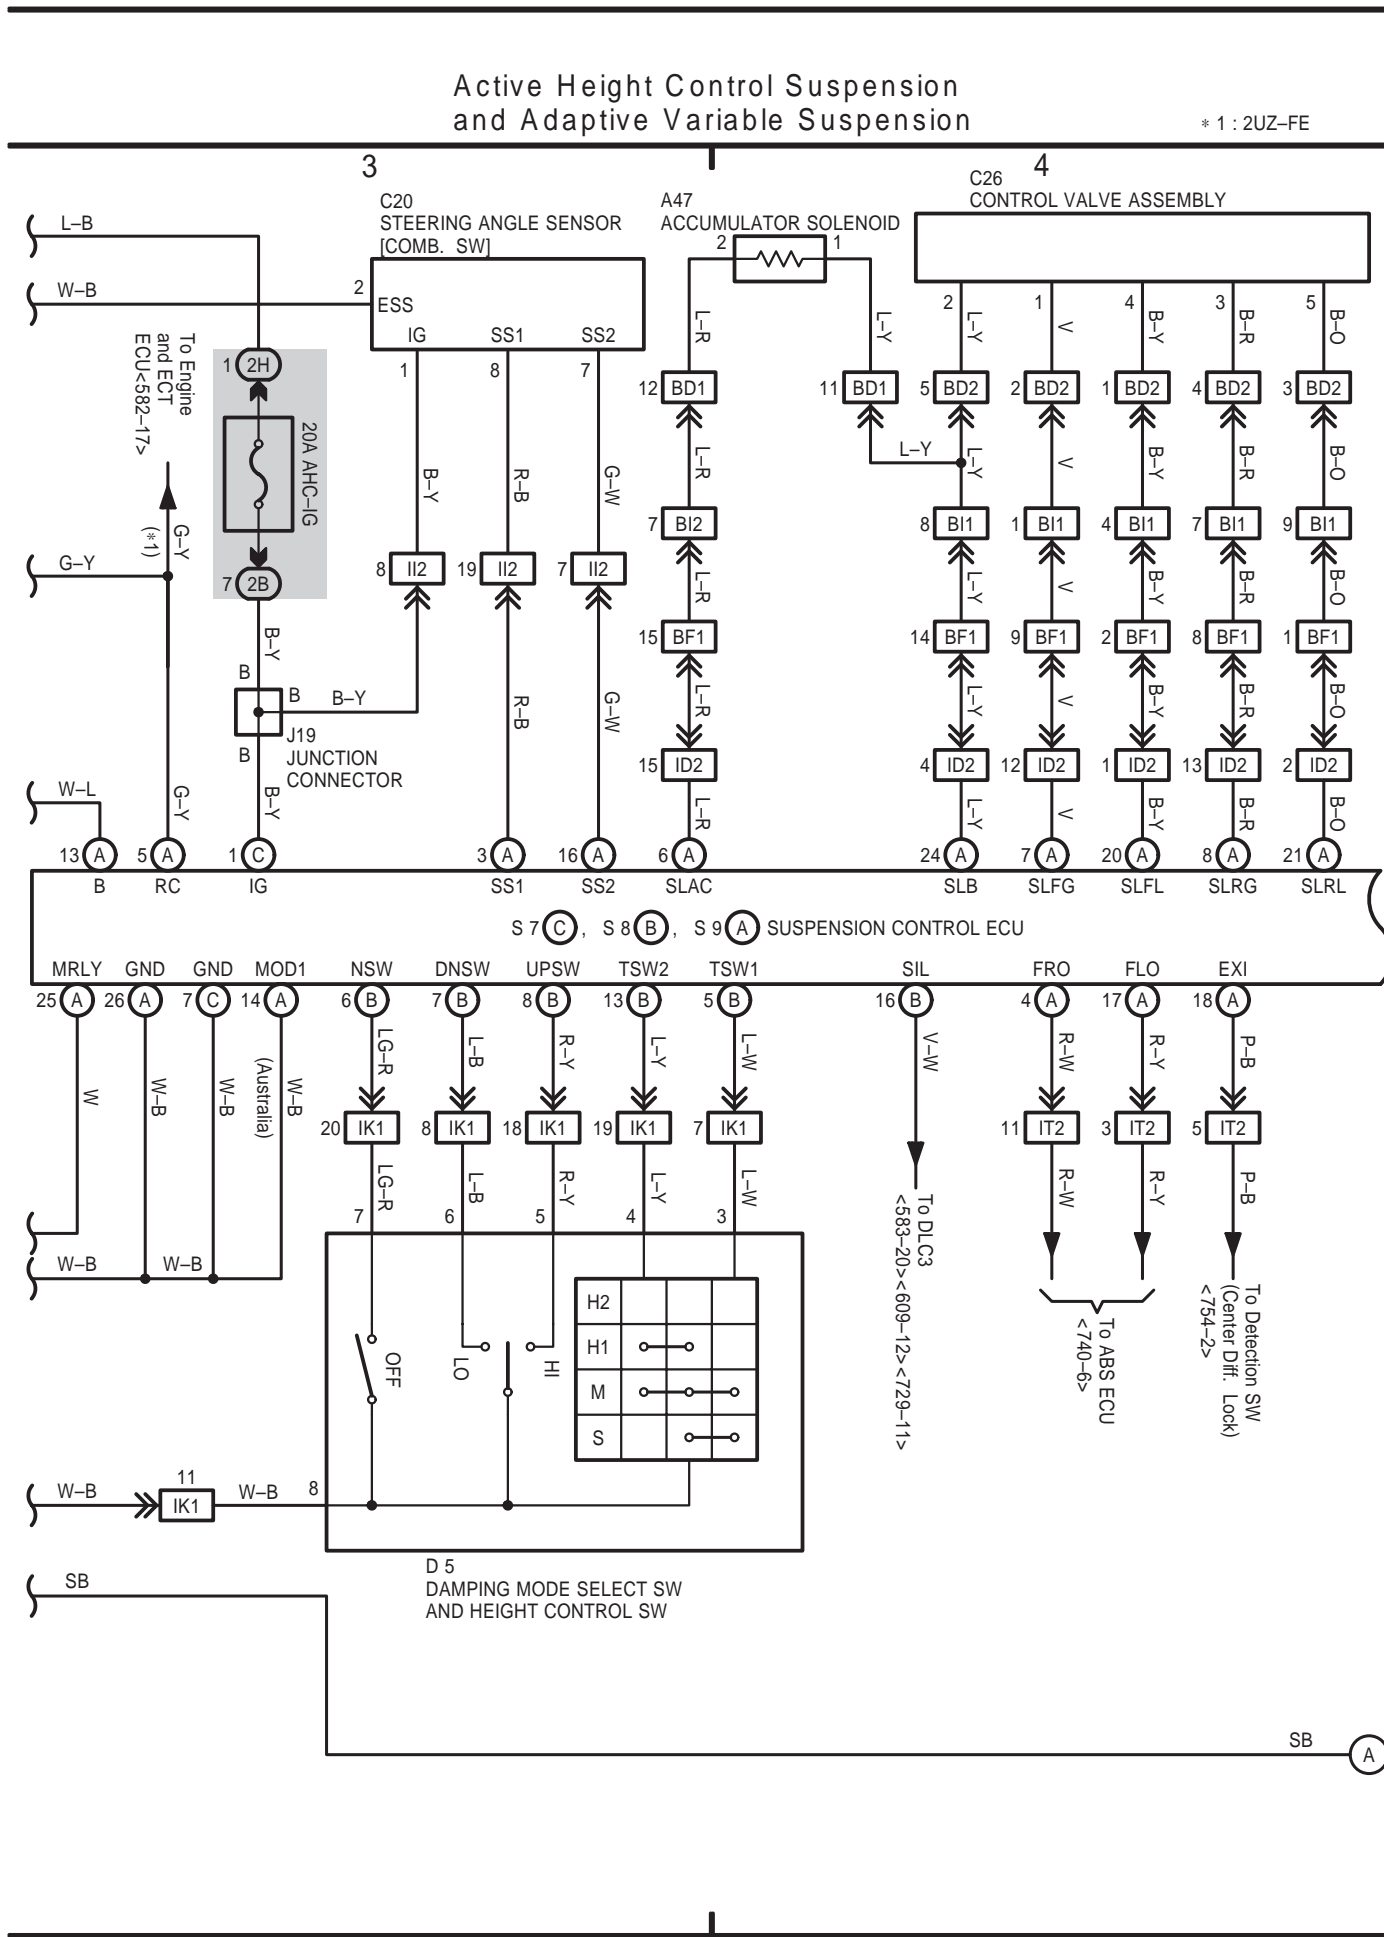 Active Height Control Suspension
and Adaptive Variable Suspension
* 1 : 2UZ–FE
3
4
C20
STEERING ANGLE SENSOR
[COMB. SW]
A47
ACCUMULATOR SOLENOID
C26
CONTROL VALVE ASSEMBLY
L–B
W–B
2
ESS
IG
SS1
SS2
1
8
7
2
1
2
1
4
3
5
L–R
L–Y
L–Y
V
B–Y
B–R
B–O
To Engine
and ECT
ECU<582–17>
1
2H
20A AHC–IG
7
2B
12
BD1
11
BD1
5
BD2
2
BD2
1
BD2
4
BD2
3
BD2
B–Y
R–B
G–W
L–R
L–Y
L–Y
V
B–Y
B–R
B–O
G–Y
G–Y
(*1)
7
BI2
8
BI1
1
BI1
4
BI1
7
BI1
9
BI1
8
II2
19
II2
7
II2
L–R
L–Y
V
B–Y
B–R
B–O
15
BF1
14
BF1
9
BF1
2
BF1
8
BF1
1
BF1
B–Y
B
B
B–Y
B
J19
JUNCTION
CONNECTOR
R–B
G–W
L–R
L–Y
V
B–Y
B–R
B–O
15
ID2
4
ID2
12
ID2
1
ID2
13
ID2
2
ID2
W–L
G–Y
B–Y
L–R
L–Y
V
B–Y
B–R
B–O
13
A
5
A
1
C
3
A
16
A
6
A
24
A
7
A
20
A
8
A
21
A
B
RC
IG
SS1
SS2
SLAC
SLB
SLFG
SLFL
SLRG
SLRL
S 7 C , S 8 B , S 9 A SUSPENSION CONTROL ECU
MRLY
GND
GND
MOD1
NSW
DNSW
UPSW
TSW2
TSW1
SIL
FRO
FLO
EXI
25
A
26
A
7
C
14
A
6
B
7
B
8
B
13
B
5
B
16
B
4
A
17
A
18
A
W
W–B
W–B
W–B
(Australia)
LG–R
L–B
R–Y
L–Y
L–W
V–W
R–W
R–Y
P–B
20
IK1
8
IK1
18
IK1
19
IK1
7
IK1
11
IT2
3
IT2
5
IT2
LG–R
L–B
R–Y
L–Y
L–W
R–W
R–Y
P–B
7
6
5
4
3
To DLC3
<583–20><609–12><729–11>
To ABS ECU
<740–6>
To Detection SW
(Center Diff. Lock)
<754–2>
W–B
W–B
OFF
LO
HI
H2
H1
M
S
W–B
11
IK1
W–B
8
D 5
DAMPING MODE SELECT SW
AND HEIGHT CONTROL SW
SB
SB
A